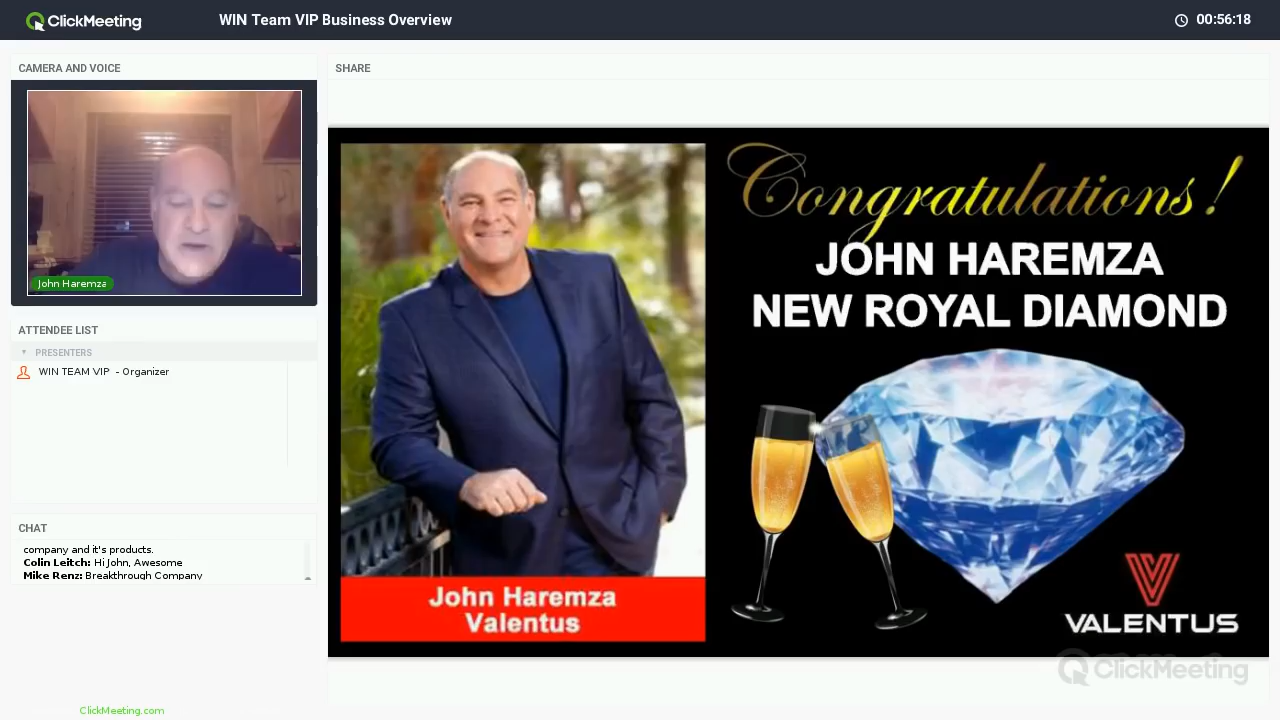 ClickMeeting
WIN Team VIP Business Overview
00:56:18
CAMERA AND VOICE
John Haremza
ATTENDEE LIST
PRESENTERS
WIN TEAM VIP - Organizer
CHAT
company and it's products.
Colin Leitch: Hi John, Awesome
Mike Renz: Breakthrough Company
ClickMeeting.com
SHARE
Congratulations!
JOHN HAREMZA
NEW ROYAL DIAMOND
John Haremza
Valentus
VALENTUS
ClickMeeting